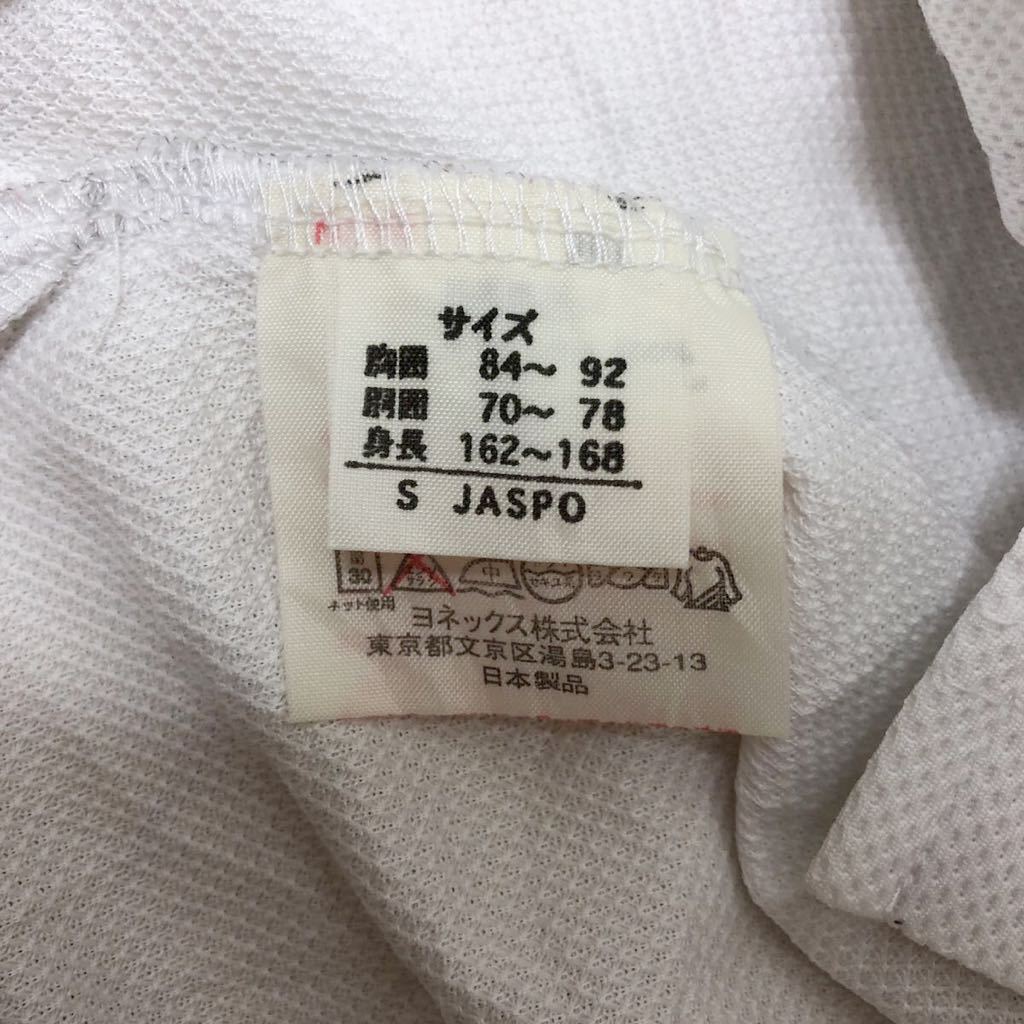 サイズ
胸囲 84～ 92
胴囲 70～ 78
身長 162～168
S JASPO
30
中
ネット使用
ヨネックス株式会社
東京都文京区湯島3-23-13
日本製品